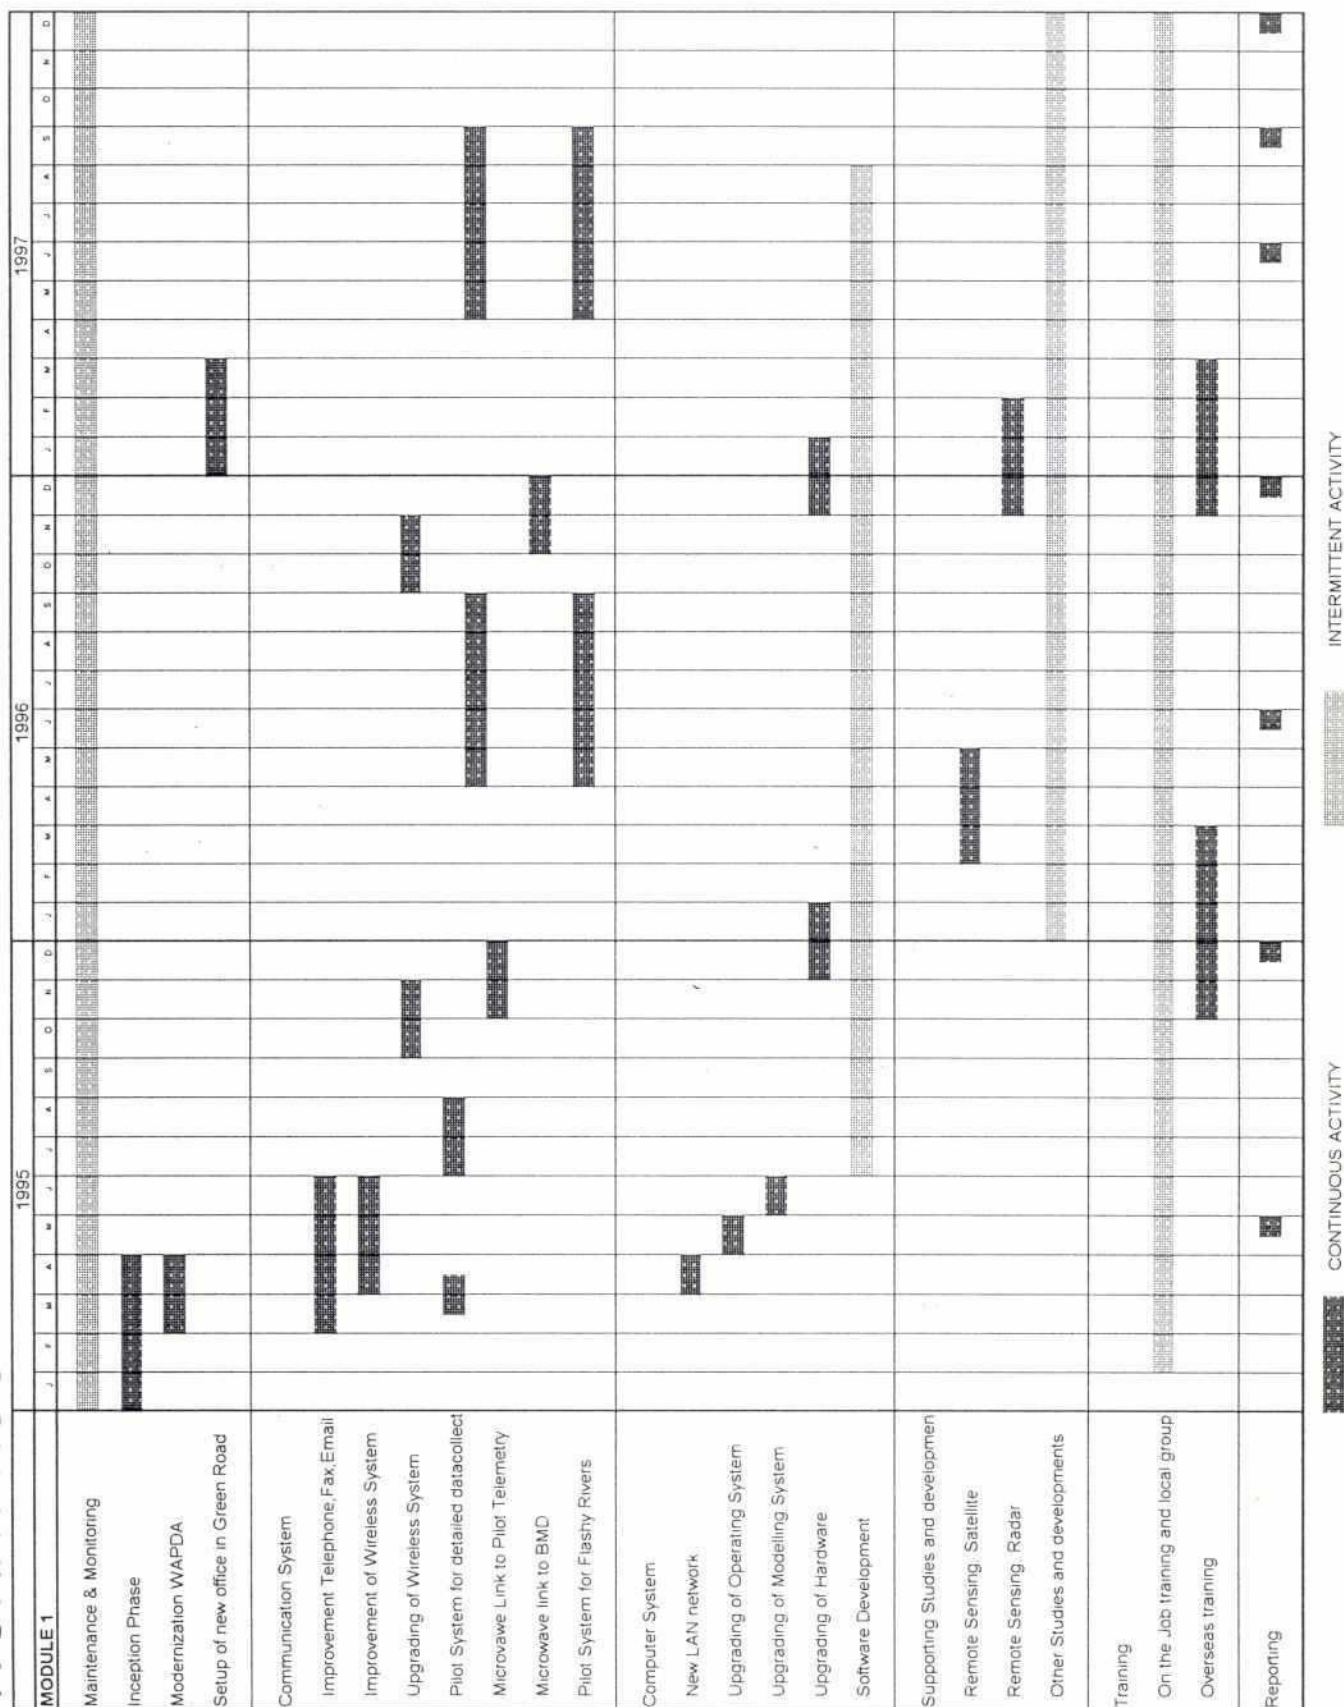 1995 1996 1997
MODULE 1 J F M A M J J A S O N D J F M A M J J A S O N D J F M A M J J A S O N D
Maintenance & Monitoring
Inception Phase
Modernization WAPDA
Setup of new office in Green Road
Communication System
Improvement Telephone,Fax,Email
Improvement of Wireless System
Upgrading of Wireless System
Pilot System for detailed datacollect
Microvawe Link to Pilot Telemetry
Microwave link to BMD
Pilot System for Flashy Rivers
Computer System
New LAN network
Upgrading of Operating System
Upgrading of Modelling System
Upgrading of Hardware
Software Development
Supporting Studies and developmen
Remote Sensing. Satellite
Remote Sensing. Radar
Other Studies and developments
Training
On the Job training and local group
Overseas training
Reporting
CONTINUOUS ACTIVITY
INTERMITTENT ACTIVITY